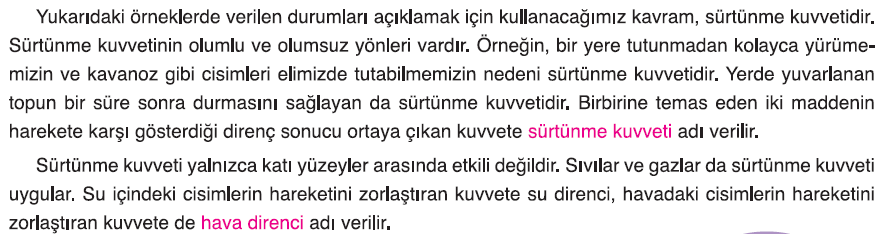 Yukarıdaki örneklerde verilen durumları açıklamak için kullanacağımız kavram, sürtünme kuvvetidir.
Sürtünme kuvvetinin olumlu ve olumsuz yönleri vardır. Örneğin, bir yere tutunmadan kolayca yürüme-
mizin ve kavanoz gibi cisimleri elimizde tutabilmemizin nedeni sürtünme kuvvetidir. Yerde yuvarlanan
topun bir süre sonra durmasını sağlayan da sürtünme kuvvetidir. Birbirine temas eden iki maddenin
harekete karşı gösterdiği direnç sonucu ortaya çıkan kuvvete sürtünme kuvveti adı verilir.
Sürtünme kuvveti yalnızca katı yüzeyler arasında etkili değildir. Sıvılar ve gazlar da sürtünme kuvveti
uygular. Su içindeki cisimlerin hareketini zorlaştıran kuvvete su direnci, havadaki cisimlerin hareketini
zorlaştıran kuvvete de hava direnci adı verilir.